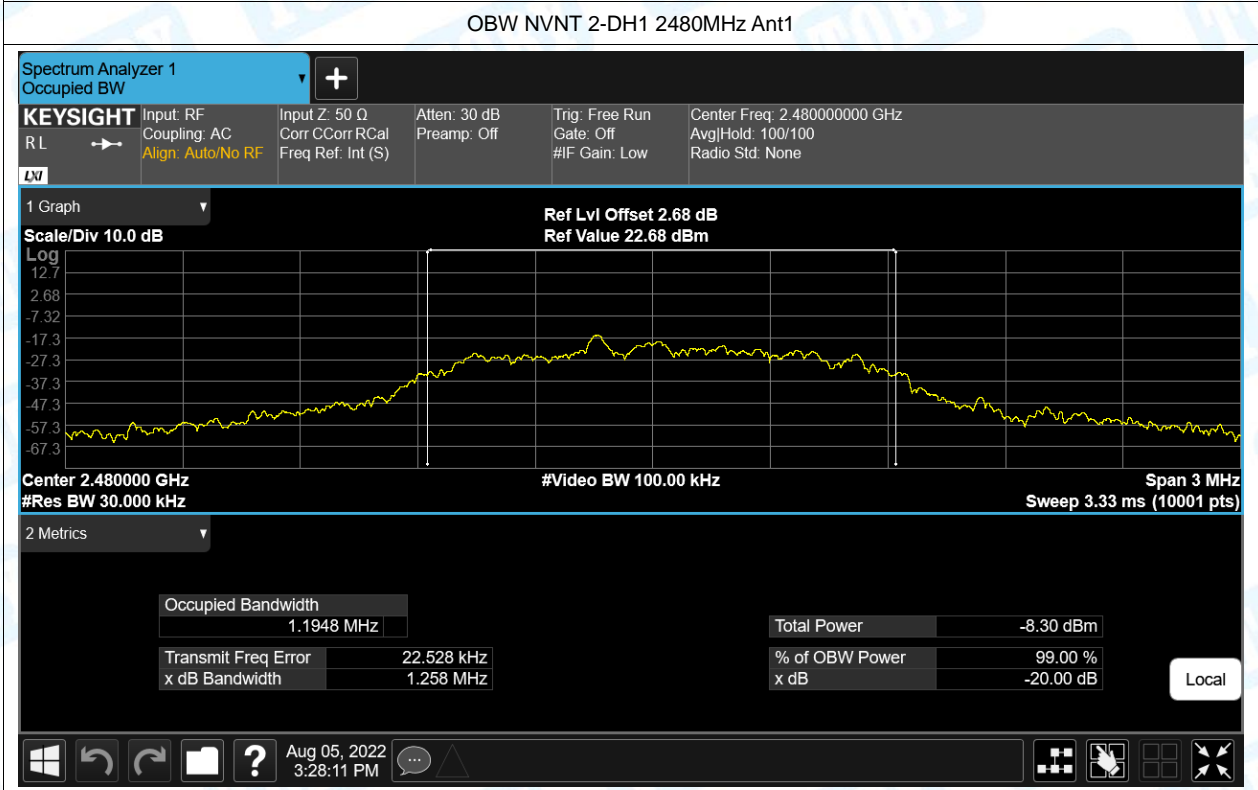 OBW NVNT 2-DH1 2480MHz Ant1
Spectrum Analyzer 1
Occupied BW
KEYSIGHT
R L
LXI
Input: RF
Coupling: AC
Align: Auto/No RF
Input Z: 50 Ω
Corr CCorr RCal
Freq Ref: Int (S)
Atten: 30 dB
Preamp: Off
Trig: Free Run
Gate: Off
#IF Gain: Low
Center Freq: 2.480000000 GHz
Avg|Hold: 100/100
Radio Std: None
1 Graph
Scale/Div 10.0 dB
Ref Lvl Offset 2.68 dB
Ref Value 22.68 dBm
Log
12.7
2.68
-7.32
-17.3
-27.3
-37.3
-47.3
-57.3
-67.3
Center 2.480000 GHz
#Res BW 30.000 kHz
#Video BW 100.00 kHz
Span 3 MHz
Sweep 3.33 ms (10001 pts)
2 Metrics
Occupied Bandwidth
1.1948 MHz
Transmit Freq Error 22.528 kHz
x dB Bandwidth 1.258 MHz
Total Power -8.30 dBm
% of OBW Power 99.00 %
x dB -20.00 dB
Local
?
Aug 05, 2022
3:28:11 PM